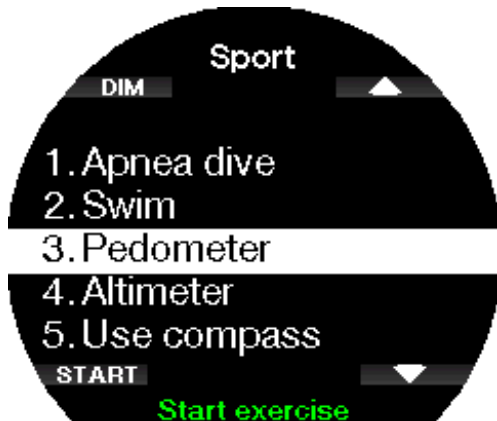 Sport
DIM
1. Apnea dive
2. Swim
3. Pedometer
4. Altimeter
5. Use compass
START
Start exercise